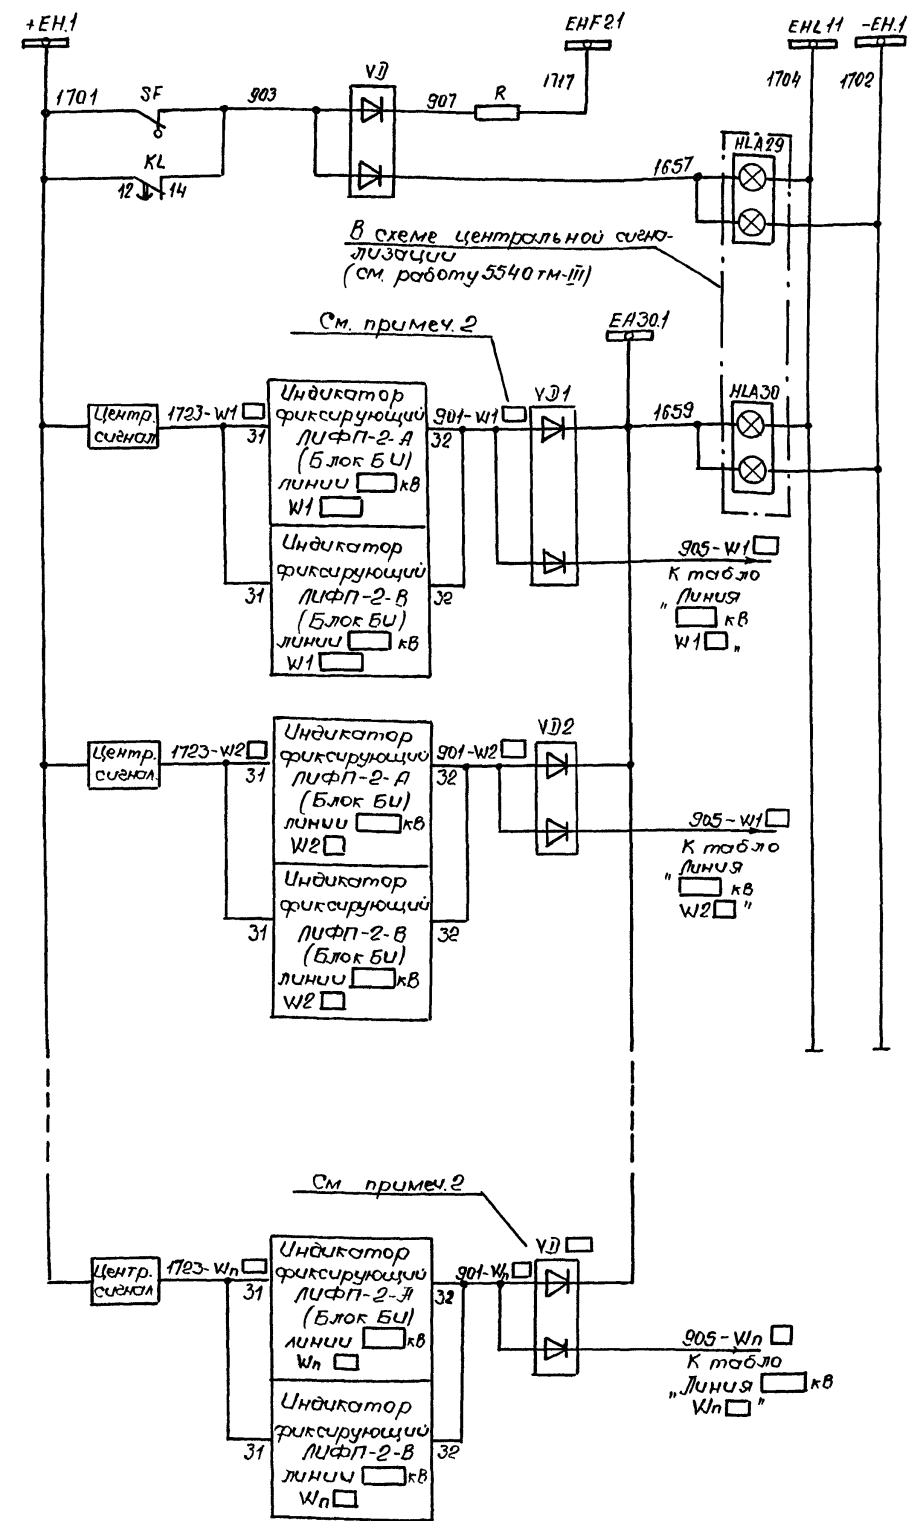 +EH.1
EHF2.1
EHL11
-EH.1
1701
SF
903
VD
907
R
1717
1704
1702
KL
12
14
1657
HLA29
В схеме центральной сигна-
лизации
(см. работу 5540тм-III)
См. примеч. 2
EA30.1
Центр.
сигнал
1723-W1
31
Индикатор
фиксирующий
ЛИФП-2-А
(Блок БИ)
линии кВ
W1
901-W1
32
VD1
1659
HLA30
Индикатор
фиксирующий
ЛИФП-2-В
(Блок БИ)
линии кВ
W1
31
32
905-W1
К табло
„Линия
кВ
W1 „
Центр.
сигнал.
1723-W2
31
Индикатор
фиксирующий
ЛИФП-2-А
(Блок БИ)
линии кВ
W2
901-W2
32
VD2
Индикатор
фиксирующий
ЛИФП-2-В
(Блок БИ)
линии кВ
W2
31
32
905-W1
К табло
„Линия
кВ
W2 "
См примеч. 2
Центр.
сигнал
1723-Wn
31
Индикатор
фиксирующий
ЛИФП-2-А
(Блок БИ)
линии кВ
Wn
901-Wn
32
VD
Индикатор
фиксирующий
ЛИФП-2-В
линии кВ
Wn
31
32
905-Wn
К табло
„Линия кВ
Wn "